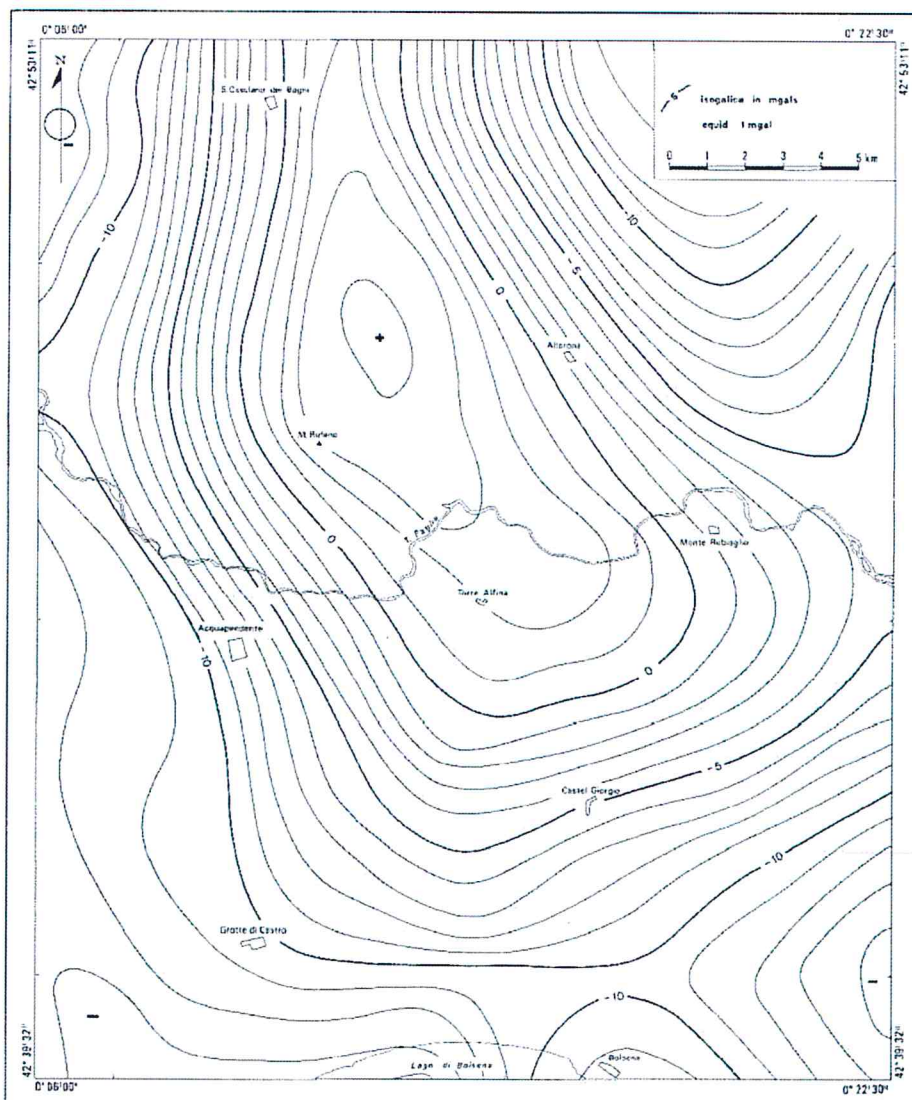 0° 06' 00"
0° 22' 30"
42° 53' 11"
42° 53' 11"
N
S. Casciano dei Bagni
isogalica in mgals
equid 1 mgal
0 1 2 3 4 5 km
-10
-10
-5
0
Allerona
M. Rufeno
0
Monte Rubiaglio
Torre Alfina
Acquapendente
-10
0
-5
Castel Giorgio
-10
Grotte di Castro
-10
Lago di Bolsena
Bolsena
42° 39' 32"
42° 39' 32"
0° 06' 00"
0° 22' 30"